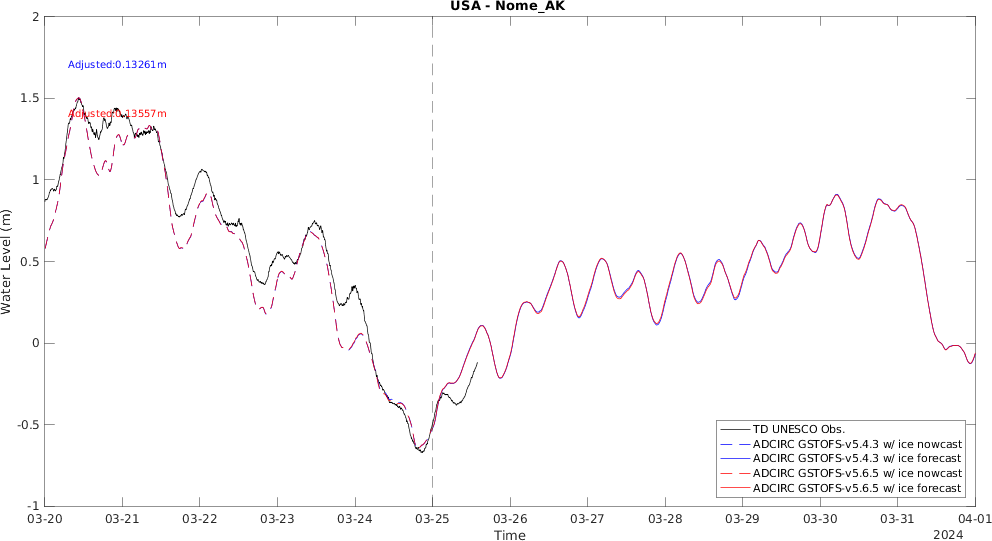 USA - Nome_AK
Water Level (m)
2
1.5
1
0.5
0
-0.5
-1
Adjusted:0.13261m
Adjusted:0.13557m
TD UNESCO Obs.
ADCIRC GSTOFS-v5.4.3 w/ ice nowcast
ADCIRC GSTOFS-v5.4.3 w/ ice forecast
ADCIRC GSTOFS-v5.6.5 w/ ice nowcast
ADCIRC GSTOFS-v5.6.5 w/ ice forecast
03-20 03-21 03-22 03-23 03-24 03-25 03-26 03-27 03-28 03-29 03-30 03-31 04-01
Time
2024